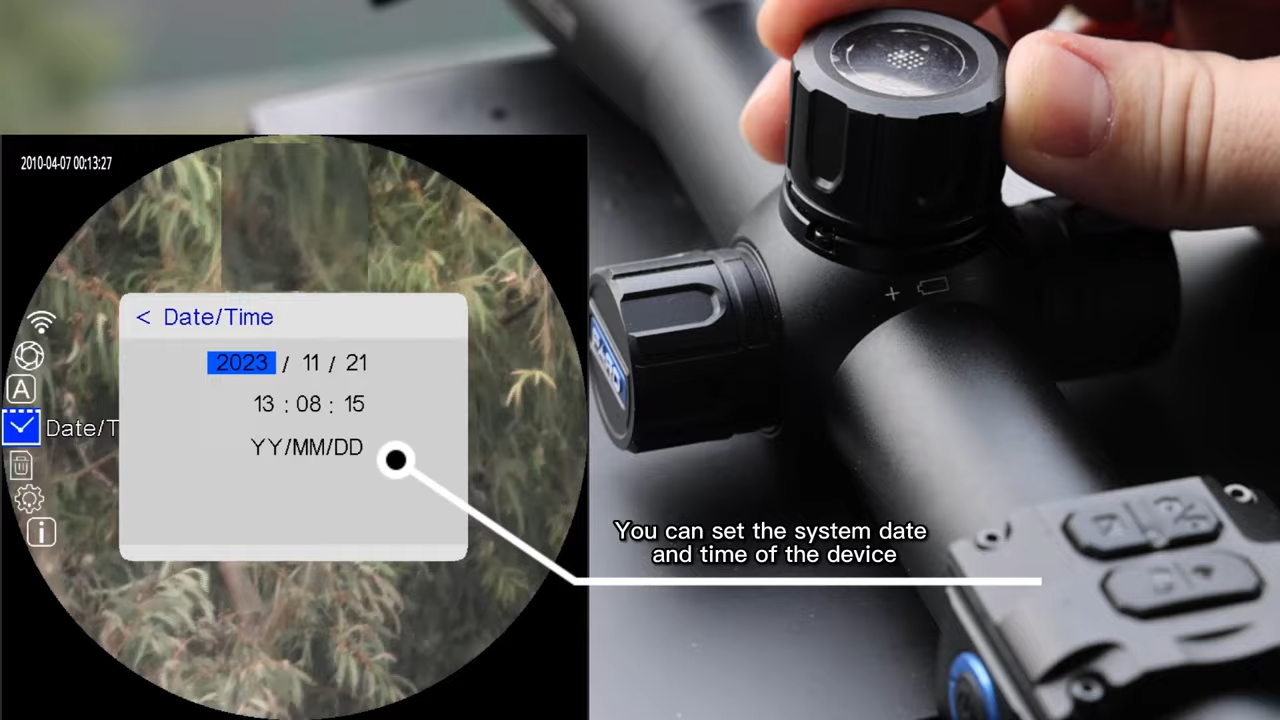 2010-04-07 00:13:27
< Date/Time
2023 / 11 / 21
13 : 08 : 15
YY/MM/DD
A
Date/T
i
You can set the system date
and time of the device
+